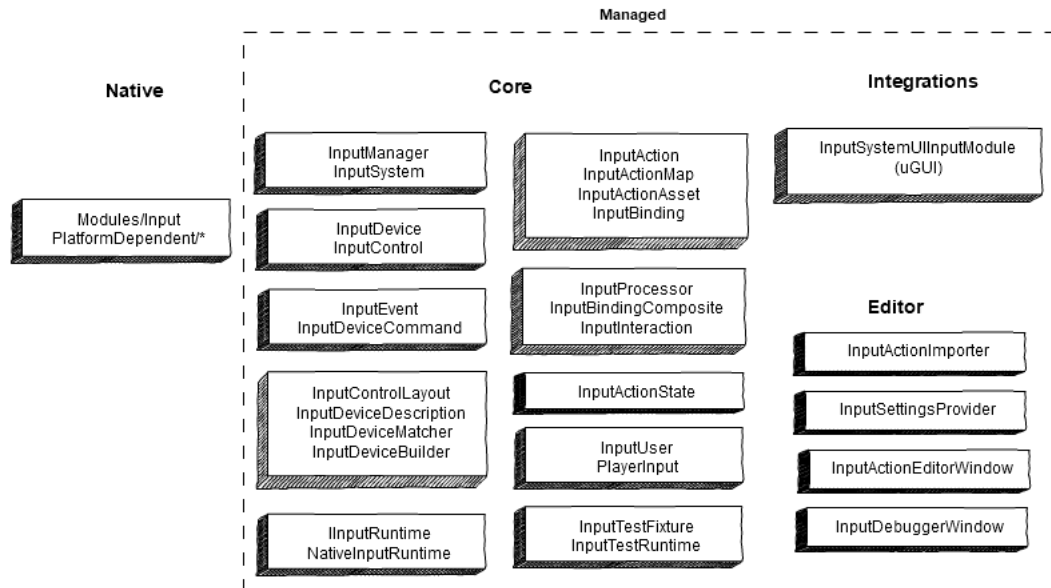 Managed
Native
Modules/Input
PlatformDependent/*
Core
InputManager
InputSystem
InputDevice
InputControl
InputEvent
InputDeviceCommand
InputControlLayout
InputDeviceDescription
InputDeviceMatcher
InputDeviceBuilder
IInputRuntime
NativeInputRuntime
InputAction
InputActionMap
InputActionAsset
InputBinding
InputProcessor
InputBindingComposite
InputInteraction
InputActionState
InputUser
PlayerInput
InputTestFixture
InputTestRuntime
Integrations
InputSystemUIInputModule
(uGUI)
Editor
InputActionImporter
InputSettingsProvider
InputActionEditorWindow
InputDebuggerWindow